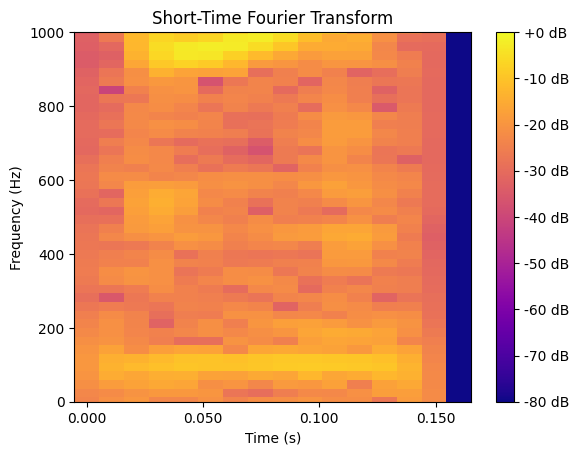 Short-Time Fourier Transform
1000
800
600
400
200
0
Frequency (Hz)
0.000
0.050
0.100
0.150
Time (s)
+0 dB
-10 dB
-20 dB
-30 dB
-40 dB
-50 dB
-60 dB
-70 dB
-80 dB